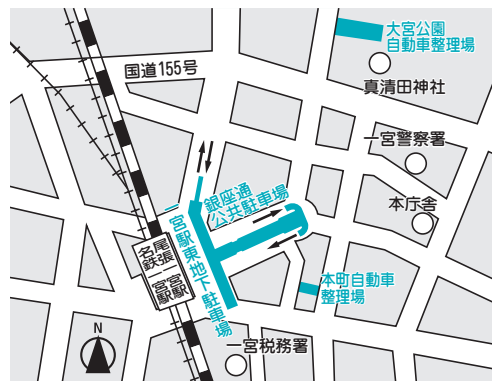 大宮公園
自動車整理場
国道155号
真清田神社
一宮警察署
銀座通
公共駐車場
本庁舎
一宮駅東地下駐車場
名鉄一宮駅
尾張一宮駅
本町自動車
整理場
N
一宮税務署